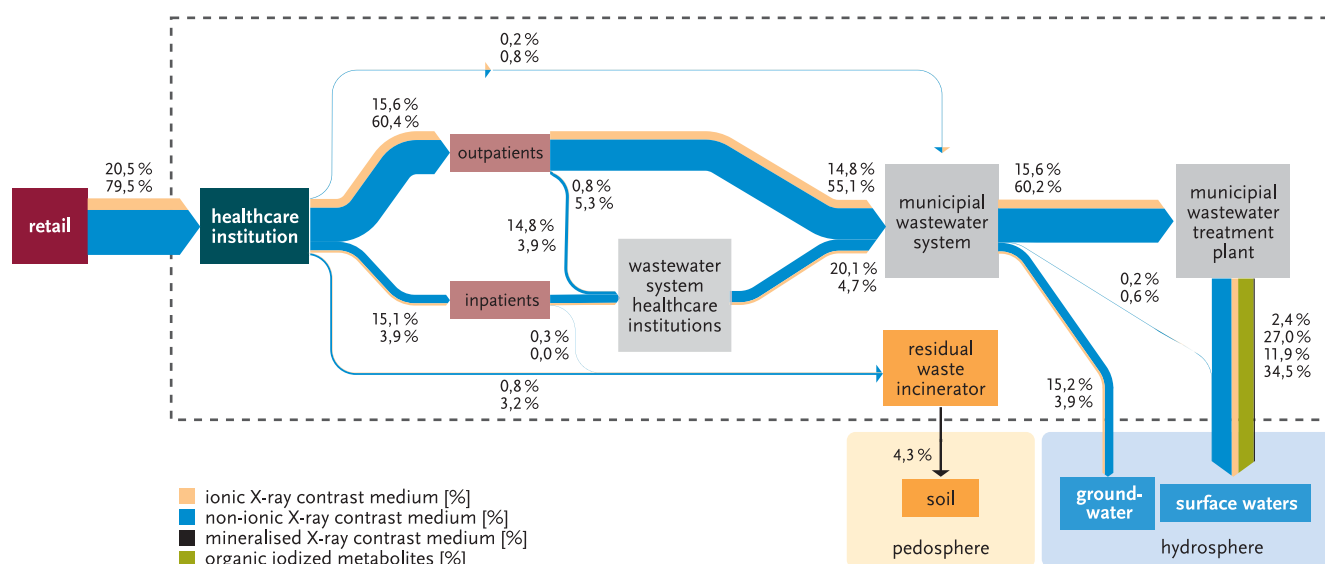 0,2 %
0,8 %
15,6 %
60,4 %
outpatients
20,5 %
79,5 %
retail
healthcare
institution
0,8 %
5,3 %
14,8 %
3,9 %
14,8 %
55,1 %
municipial
wastewater
system
15,6 %
60,2 %
municipial
wastewater
treatment
plant
wastewater
system
healthcare
institutions
20,1 %
4,7 %
inpatients
15,1 %
3,9 %
0,3 %
0,0 %
0,2 %
0,6 %
residual
waste
incinerator
0,8 %
3,2 %
15,2 %
3,9 %
2,4 %
27,0 %
11,9 %
34,5 %
4,3 %
soil
pedosphere
ground-
water
surface waters
hydrosphere
ionic X-ray contrast medium [%]
non-ionic X-ray contrast medium [%]
mineralised X-ray contrast medium [%]
organic iodized metabolites [%]